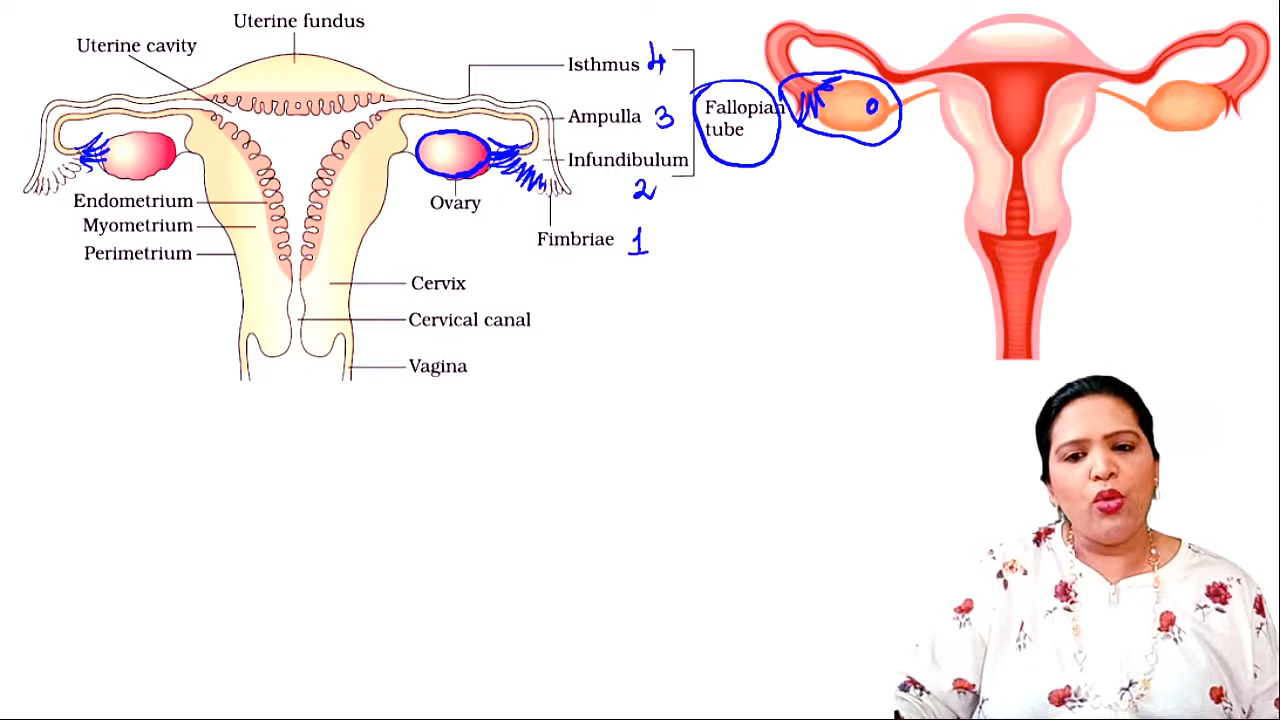 Uterine fundus
Uterine cavity
Isthmus 4
Ampulla 3
Fallopian
tube
Infundibulum
2
Endometrium
Ovary
Myometrium
Fimbriae 1
Perimetrium
Cervix
Cervical canal
Vagina